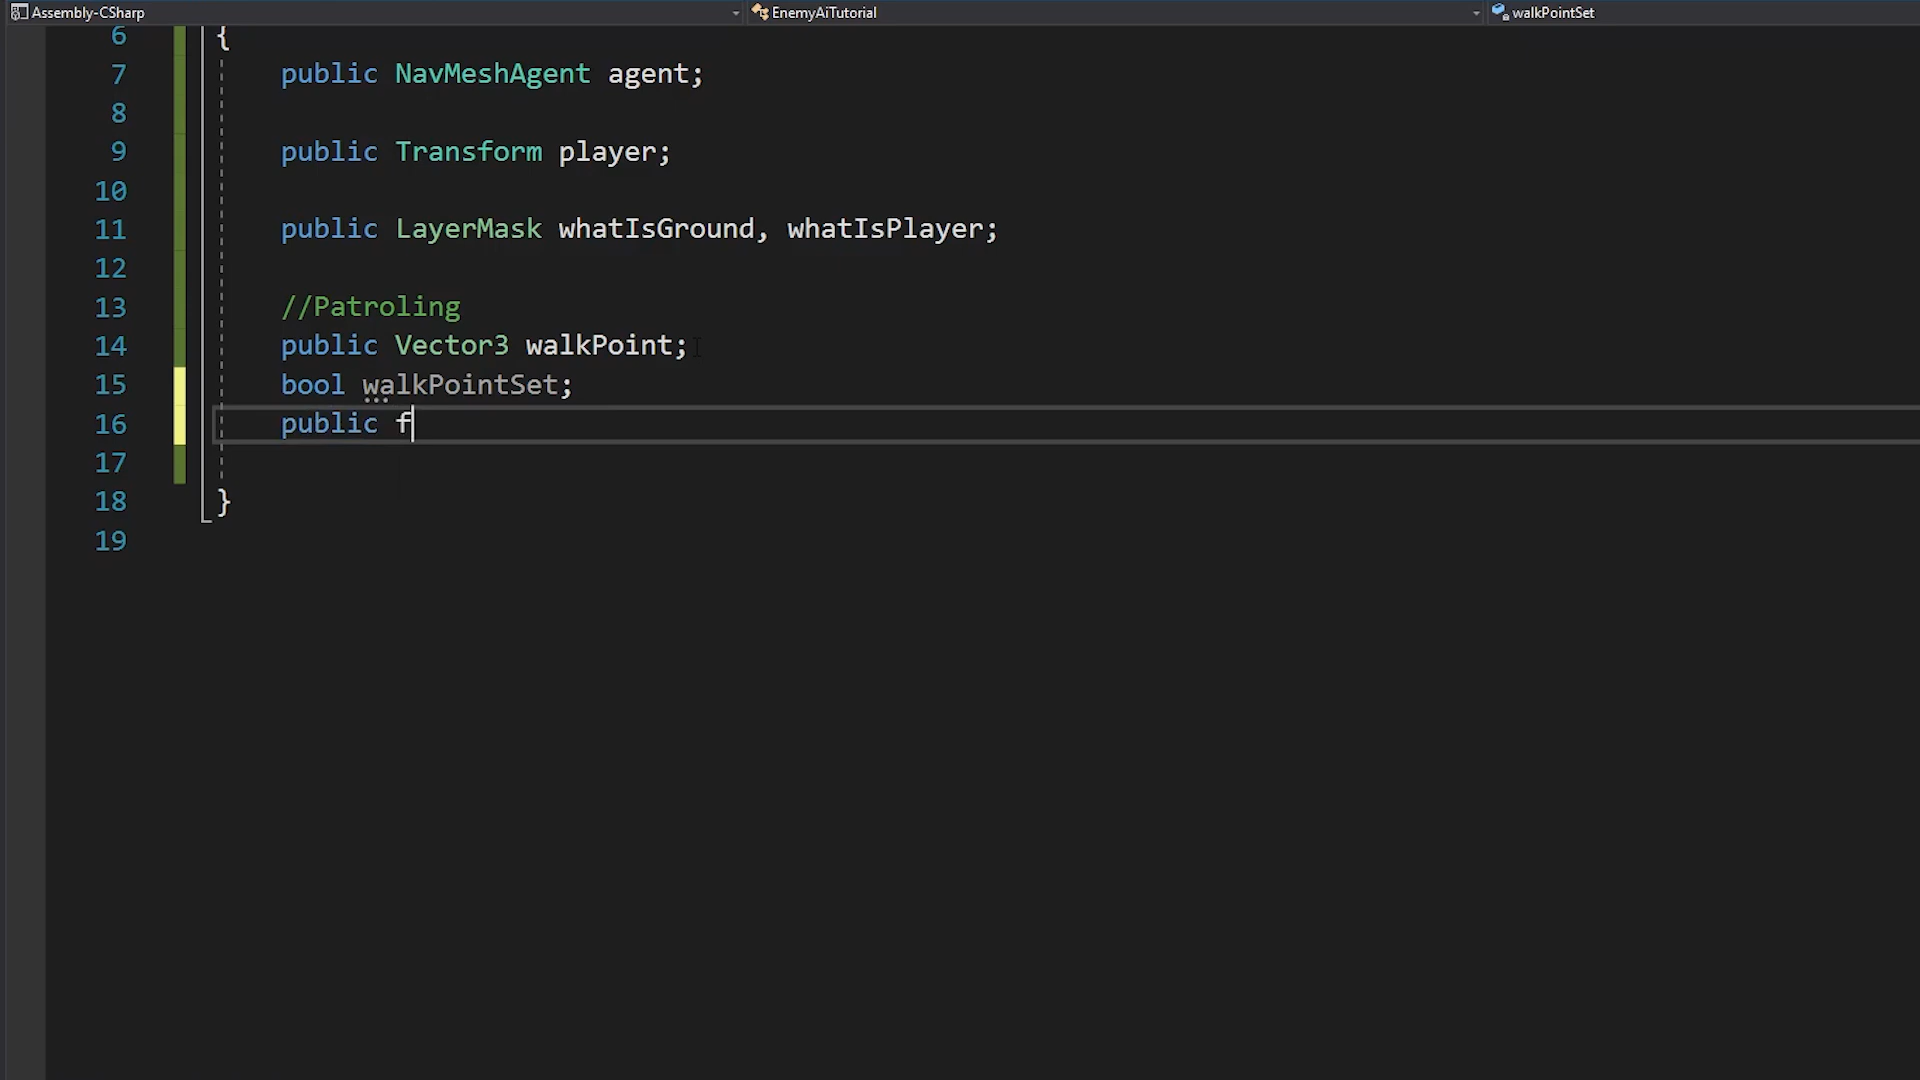 Assembly-CSharp EnemyAiTutorial walkPointSet
6 {
7 public NavMeshAgent agent;
8
9 public Transform player;
10
11 public LayerMask whatIsGround, whatIsPlayer;
12
13 //Patroling
14 public Vector3 walkPoint;
15 bool walkPointSet;
16 public f
17
18 }
19